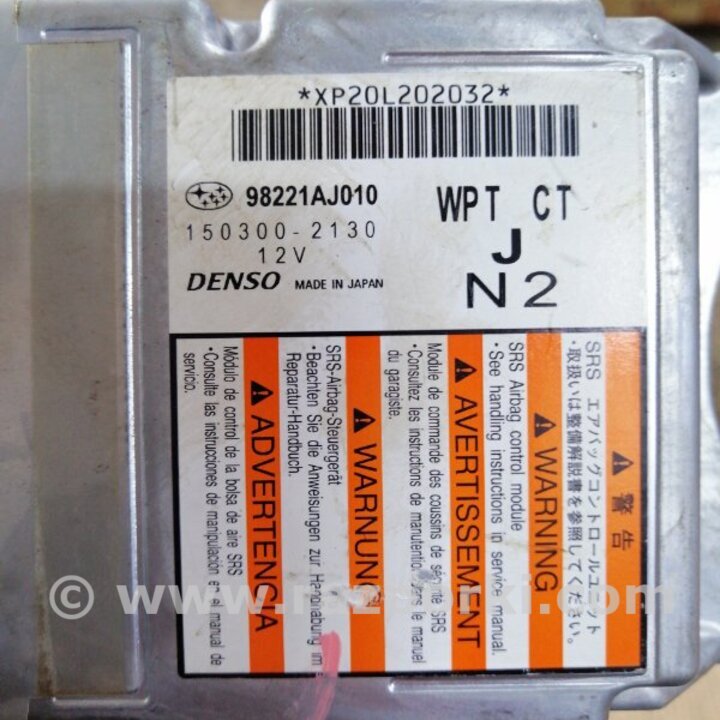 *XP20L202032*
98221AJ010
WPT CT
150300-2130
J
12V
N2
DENSO MADE IN JAPAN
警告
SRS エアバッグコントロールユニット
・取扱いは整備解説書を参照してください。
WARNING
SRS Airbag control module
・See handling instructions in service manual.
AVERTISSEMENT
Module de commande des coussins de sécurité SRS
・Consultez les instructions de manutention dans le manuel
du garagiste.
WARNUNG
SRS-Airbag-Steuergerät
・Beachten Sie die Anweisungen zur Handhabung im
Reparatur-Handbuch.
ADVERTENCIA
Módulo de control de la bolsa de aire SRS
・Consulte las instrucciones de manipulación en el manual de
servicio.